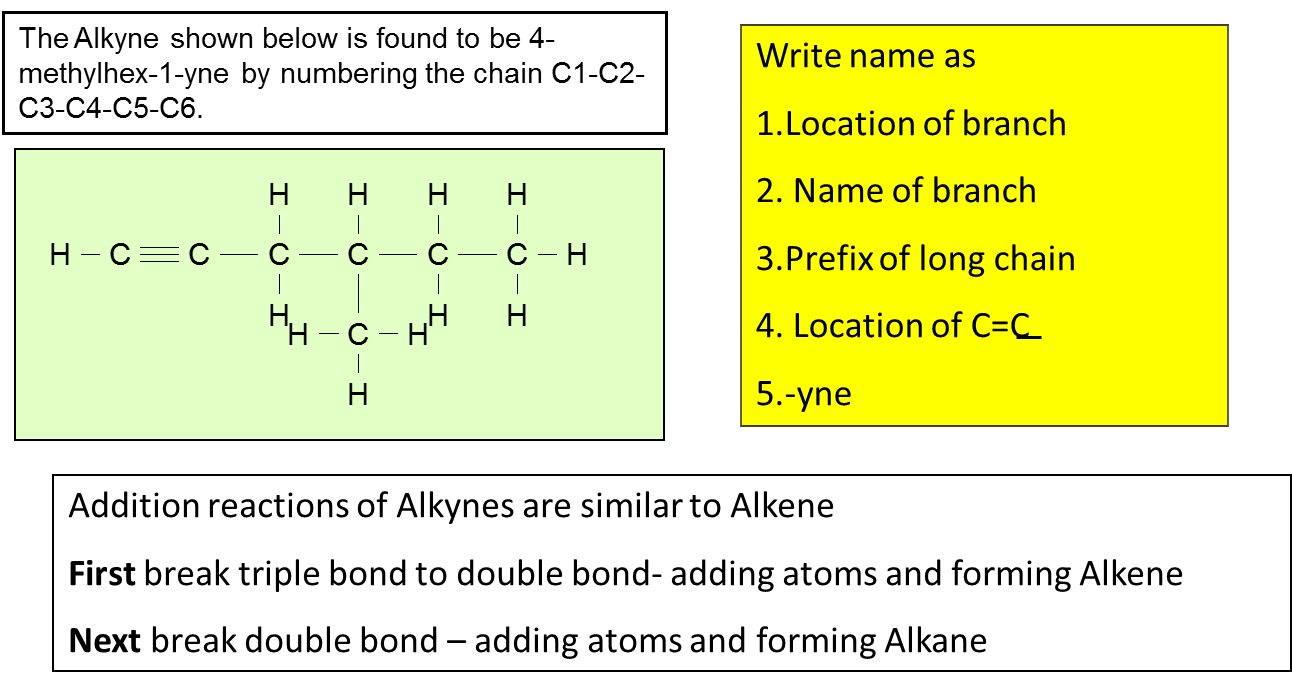 The Alkyne shown below is found to be 4-
methylhex-1-yne by numbering the chain C1-C2-
C3-C4-C5-C6.
H H H H
H – C ≡ C — C — C — C — C – H
H H H
H – C – H
H
Write name as
1.Location of branch
2. Name of branch
3.Prefix of long chain
4. Location of C=C
5.-yne
Addition reactions of Alkynes are similar to Alkene
First break triple bond to double bond- adding atoms and forming Alkene
Next break double bond – adding atoms and forming Alkane